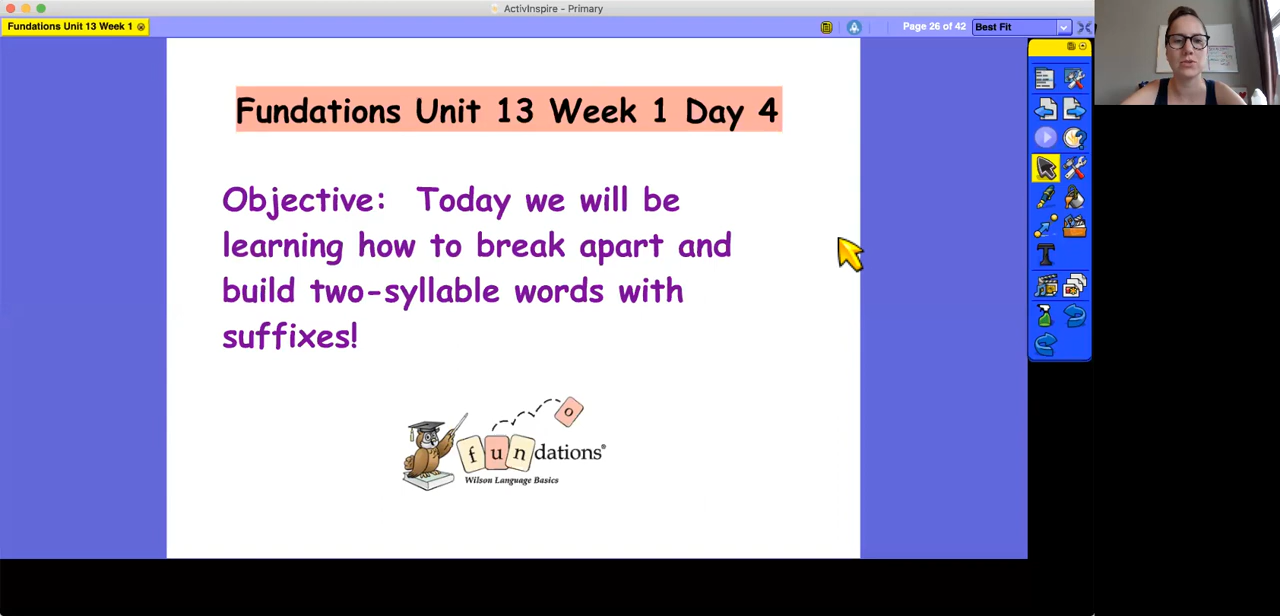 ActivInspire - Primary
Fundations Unit 13 Week 1
Page 26 of 42
Best Fit
Fundations Unit 13 Week 1 Day 4
Objective: Today we will be
learning how to break apart and
build two-syllable words with
suffixes!
o
fundations®
Wilson Language Basics
T